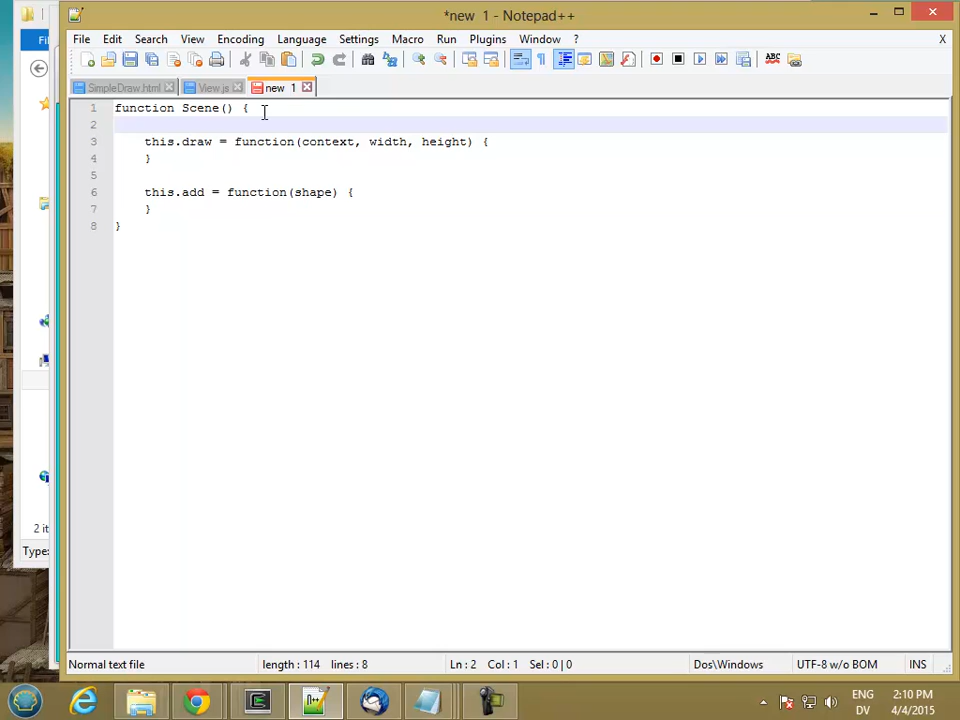 *new 1 - Notepad++
File Edit Search View Encoding Language Settings Macro Run Plugins Window ? X
SimpleDraw.html View.js new 1
1 function Scene() {
2
3 this.draw = function(context, width, height) {
4 }
5
6 this.add = function(shape) {
7 }
8 }
2 it
Type:
Normal text file length : 114 lines : 8 Ln : 2 Col : 1 Sel : 0 | 0 Dos\Windows UTF-8 w/o BOM INS
ENG 2:10 PM
DV 4/4/2015